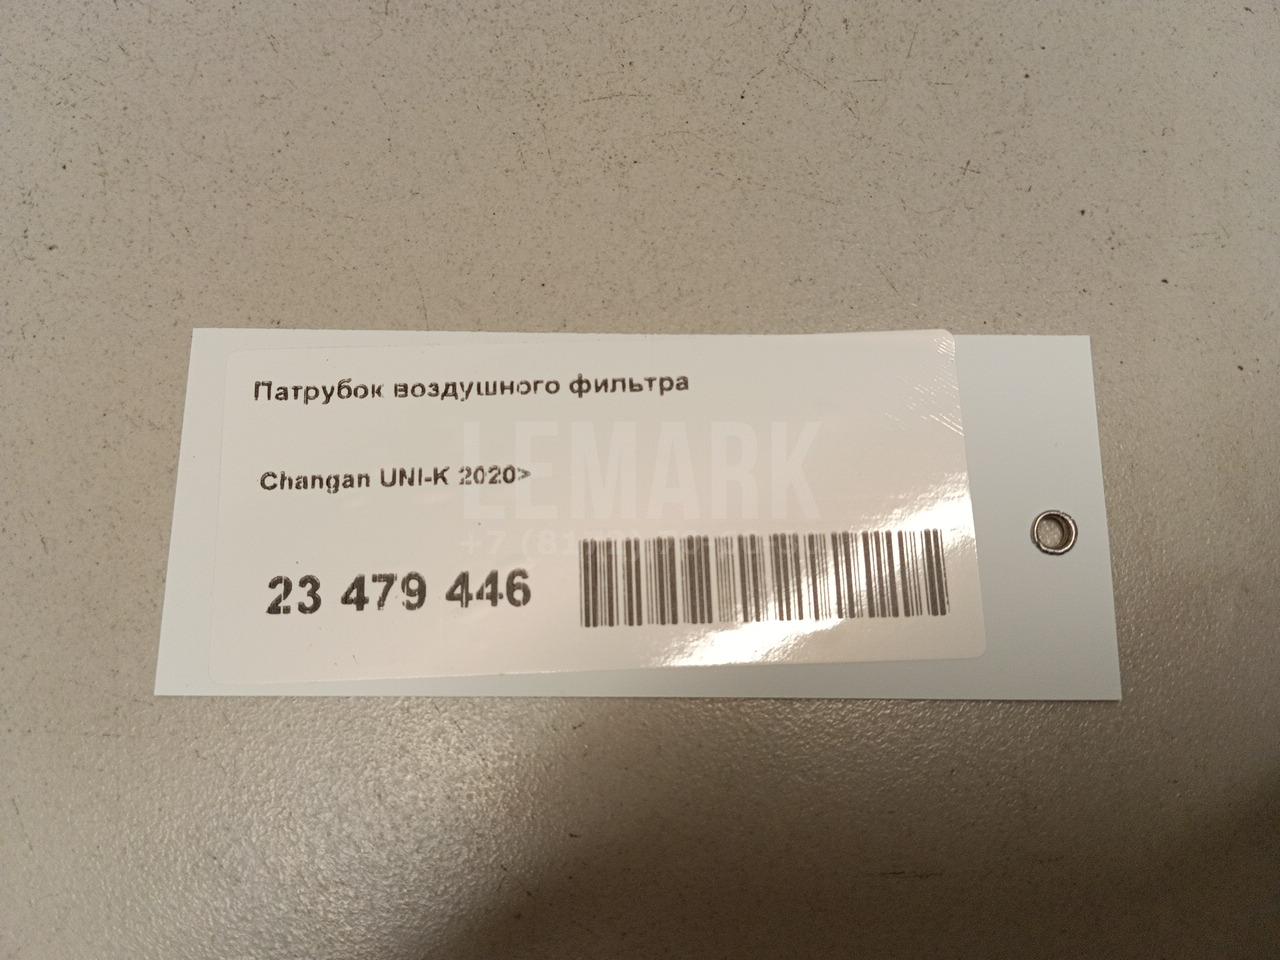 Патрубок воздушного фильтра
Changan UNI-K 2020>
LEMARK
23 479 446